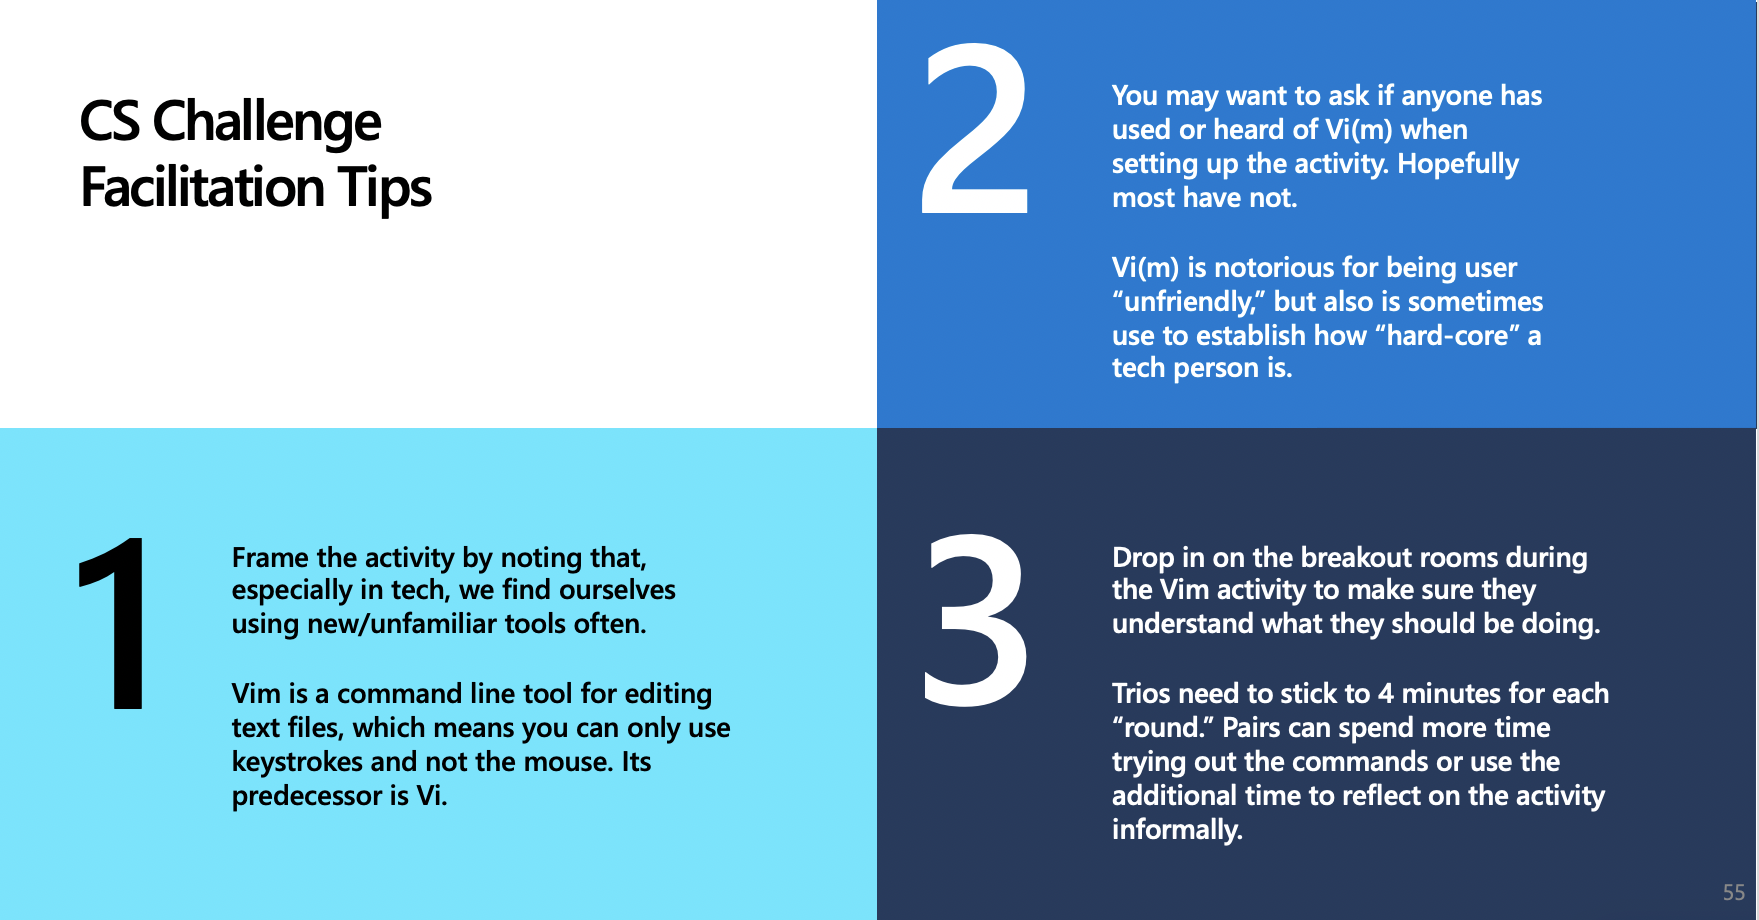 CS Challenge
Facilitation Tips
1
Frame the activity by noting that,
especially in tech, we find ourselves
using new/unfamiliar tools often.
Vim is a command line tool for editing
text files, which means you can only use
keystrokes and not the mouse. Its
predecessor is Vi.
2
You may want to ask if anyone has
used or heard of Vi(m) when
setting up the activity. Hopefully
most have not.
Vi(m) is notorious for being user
“unfriendly,” but also is sometimes
use to establish how “hard-core” a
tech person is.
3
Drop in on the breakout rooms during
the Vim activity to make sure they
understand what they should be doing.
Trios need to stick to 4 minutes for each
“round.” Pairs can spend more time
trying out the commands or use the
additional time to reflect on the activity
informally.
55